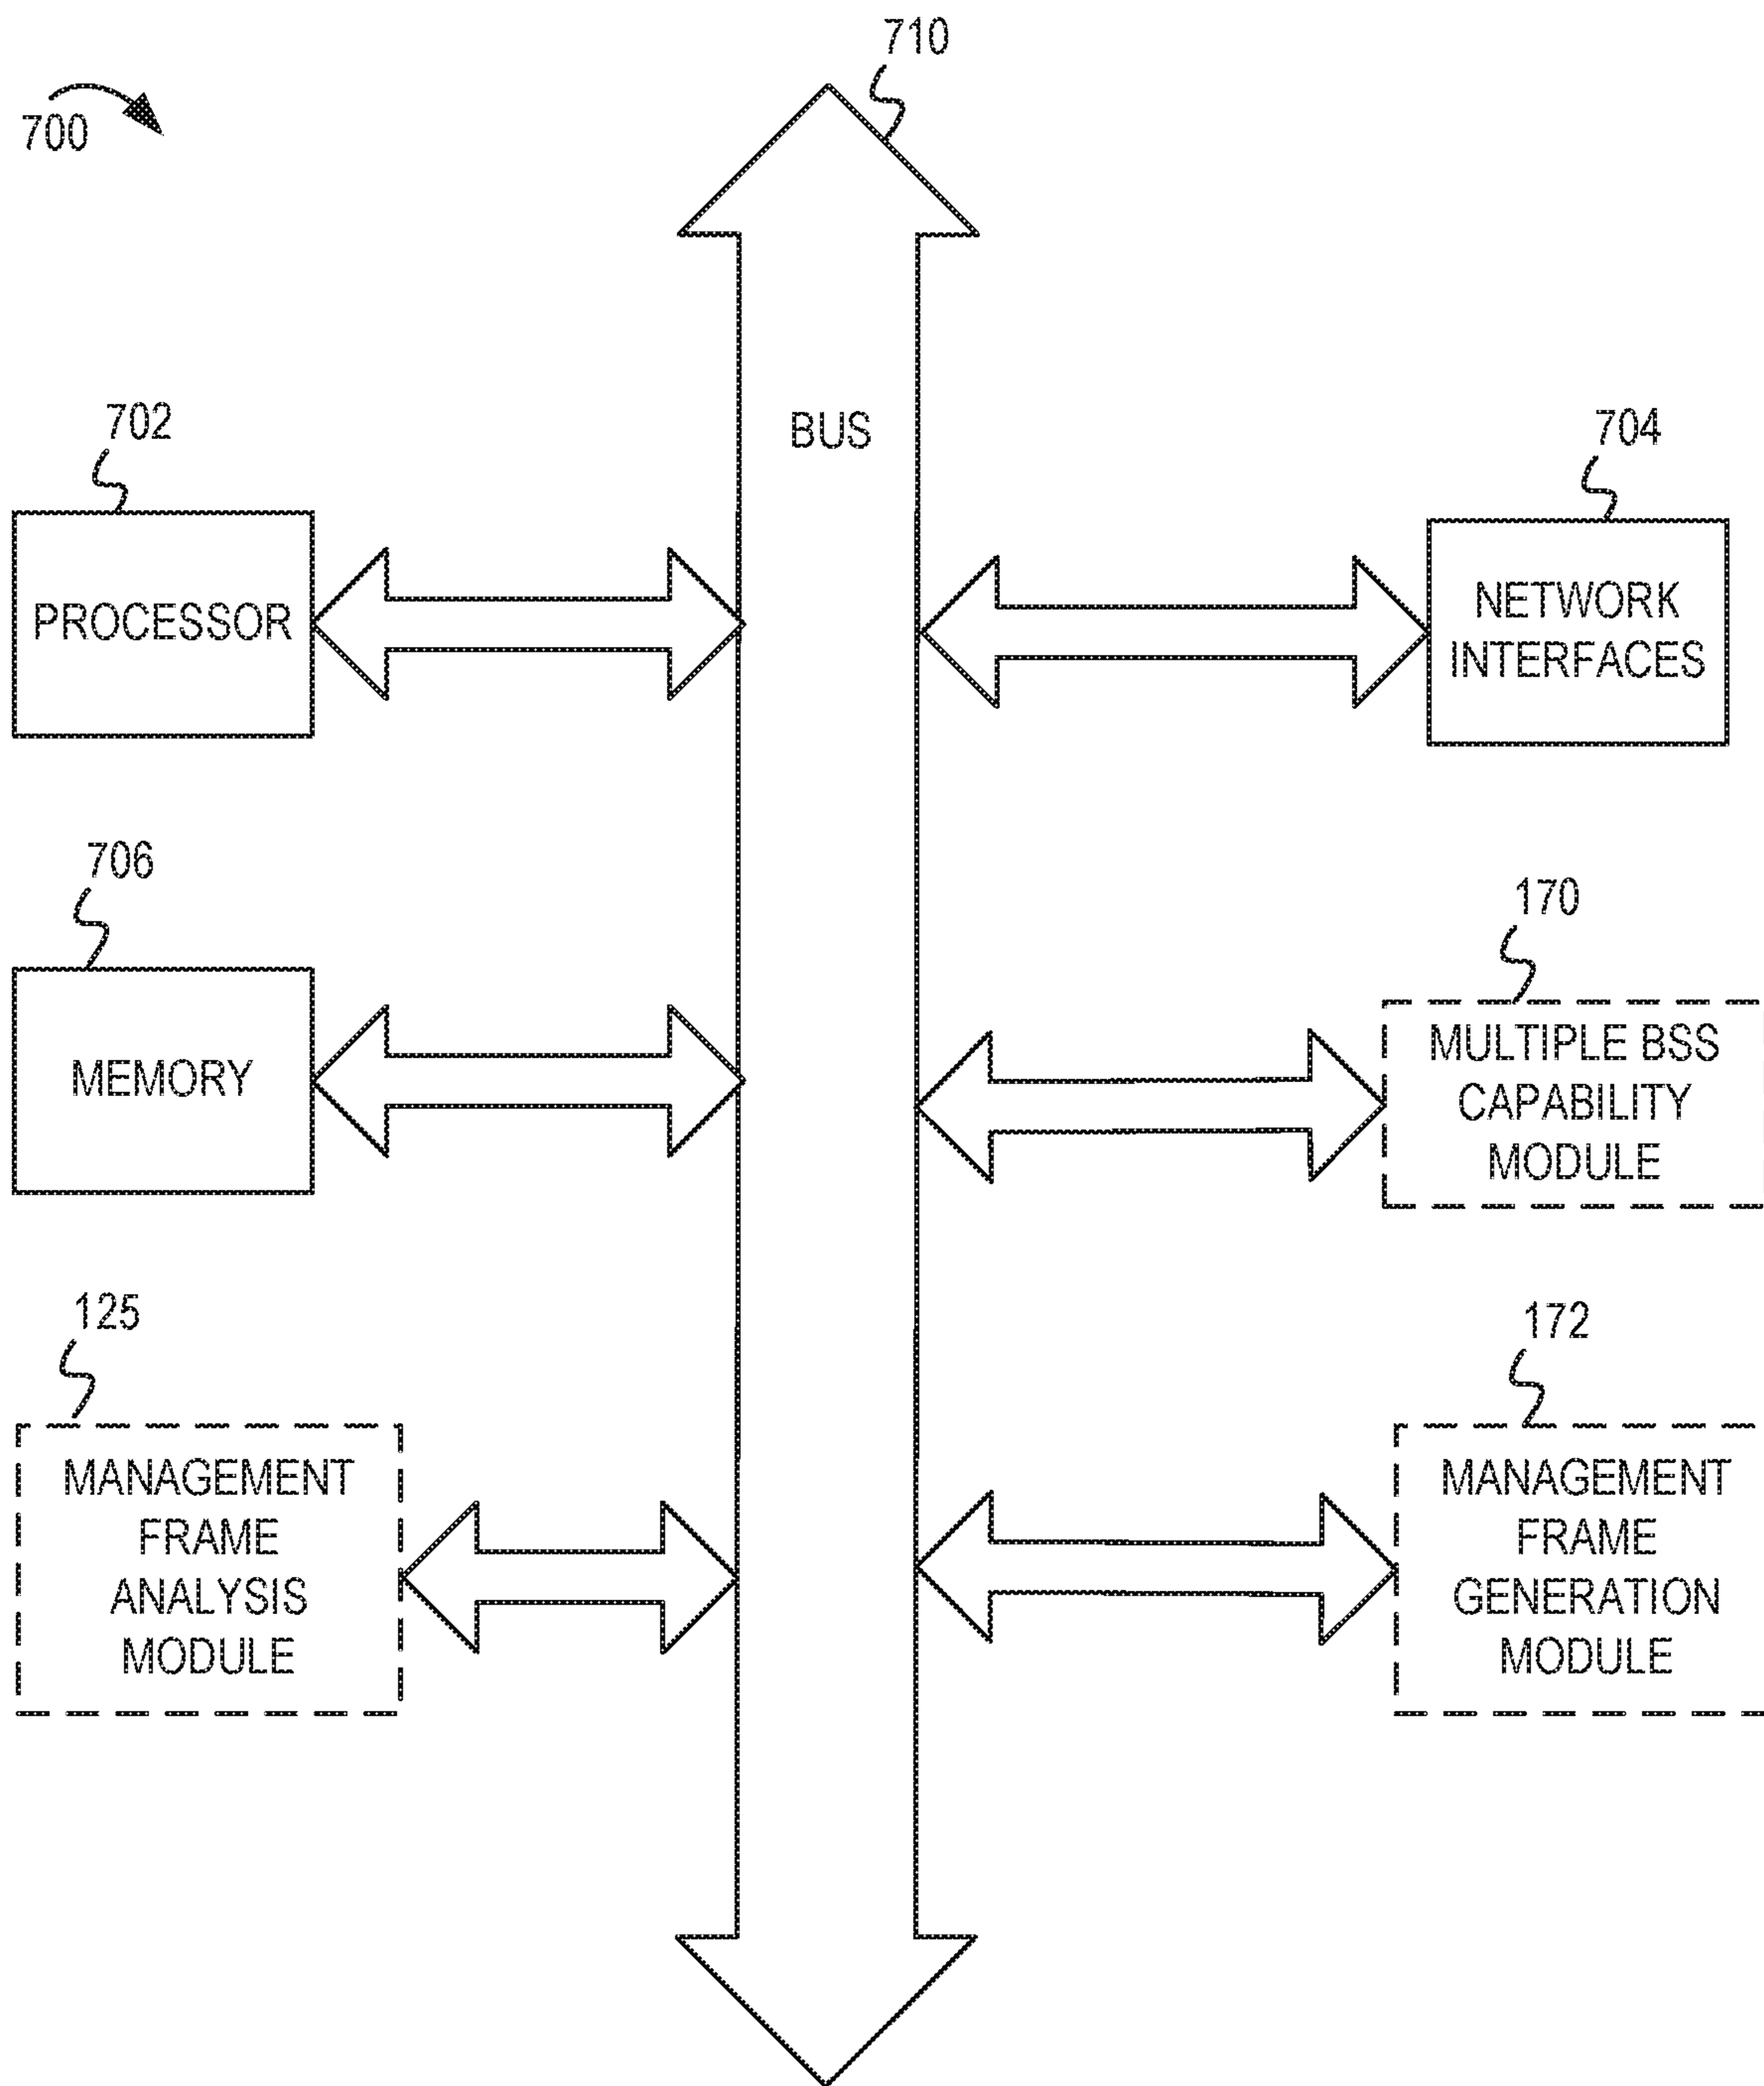 710
700
BUS
702
PROCESSOR
704
NETWORK
INTERFACES
706
MEMORY
170
MULTIPLE BSS
CAPABILITY
MODULE
125
MANAGEMENT
FRAME
ANALYSIS
MODULE
172
MANAGEMENT
FRAME
GENERATION
MODULE